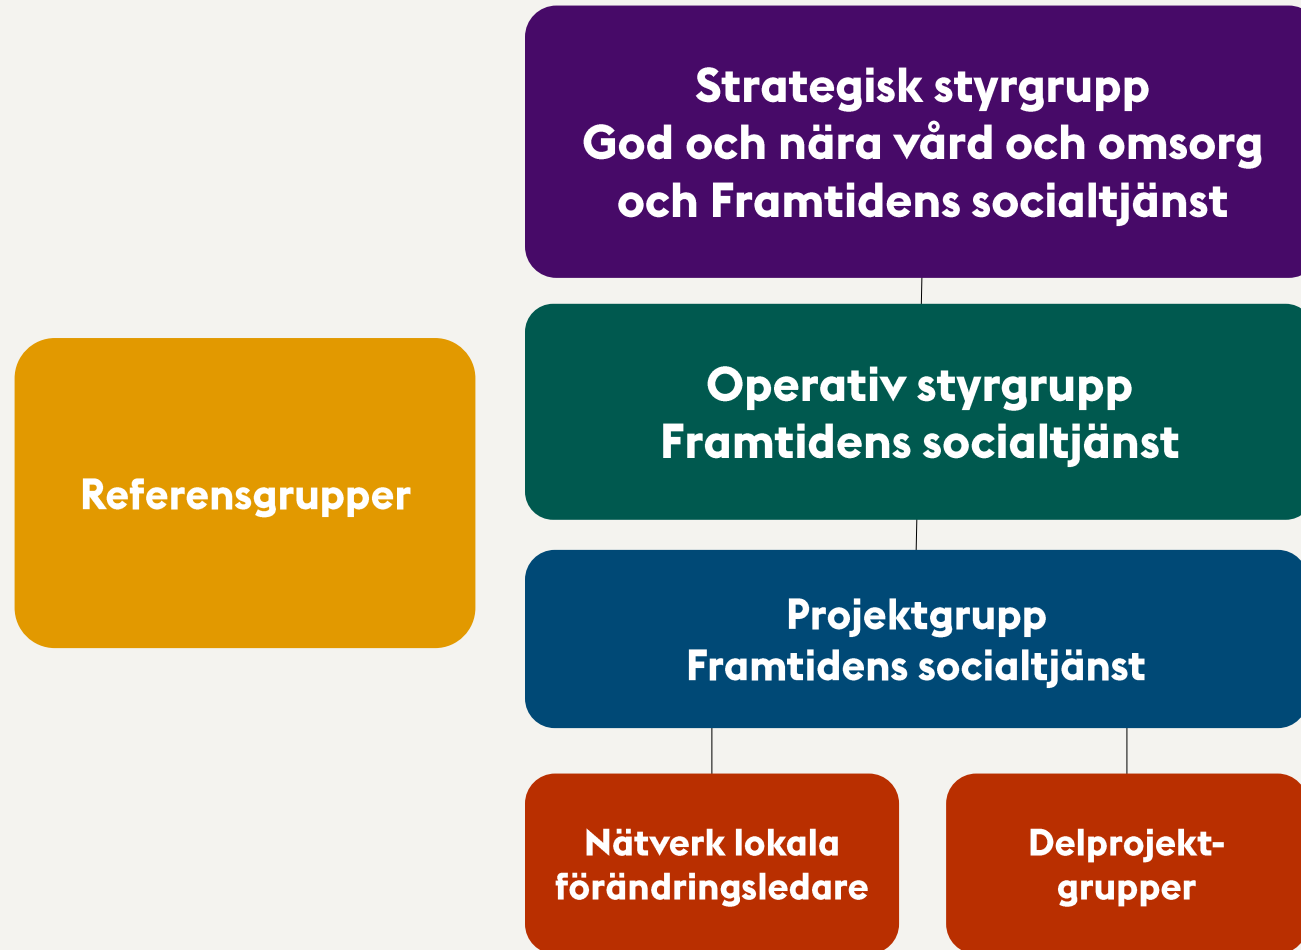 Strategisk styrgrupp
God och nära vård och omsorg
och Framtidens socialtjänst
Operativ styrgrupp
Framtidens socialtjänst
Referensgrupper
Projektgrupp
Framtidens socialtjänst
Nätverk lokala
förändringsledare
Delprojekt-
grupper